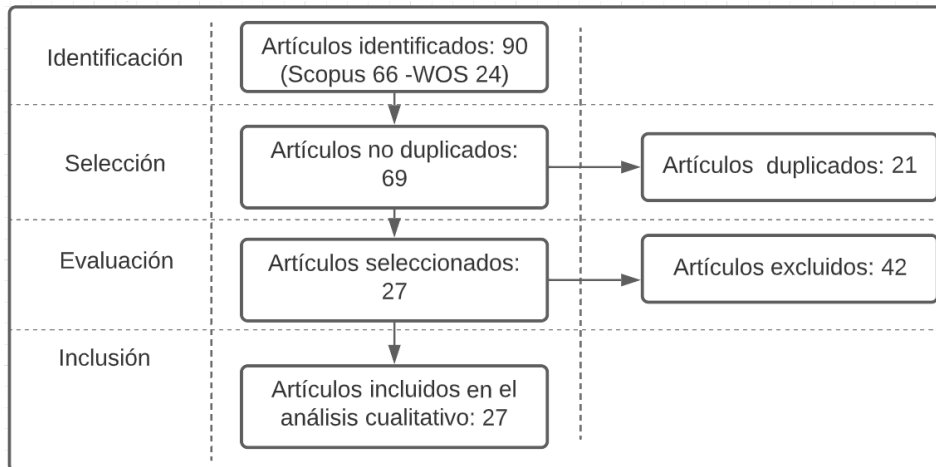 Identificación
Artículos identificados: 90
(Scopus 66 -WOS 24)
Selección
Artículos no duplicados:
69
Artículos duplicados: 21
Evaluación
Artículos seleccionados:
27
Artículos excluidos: 42
Inclusión
Artículos incluidos en el
análisis cualitativo: 27